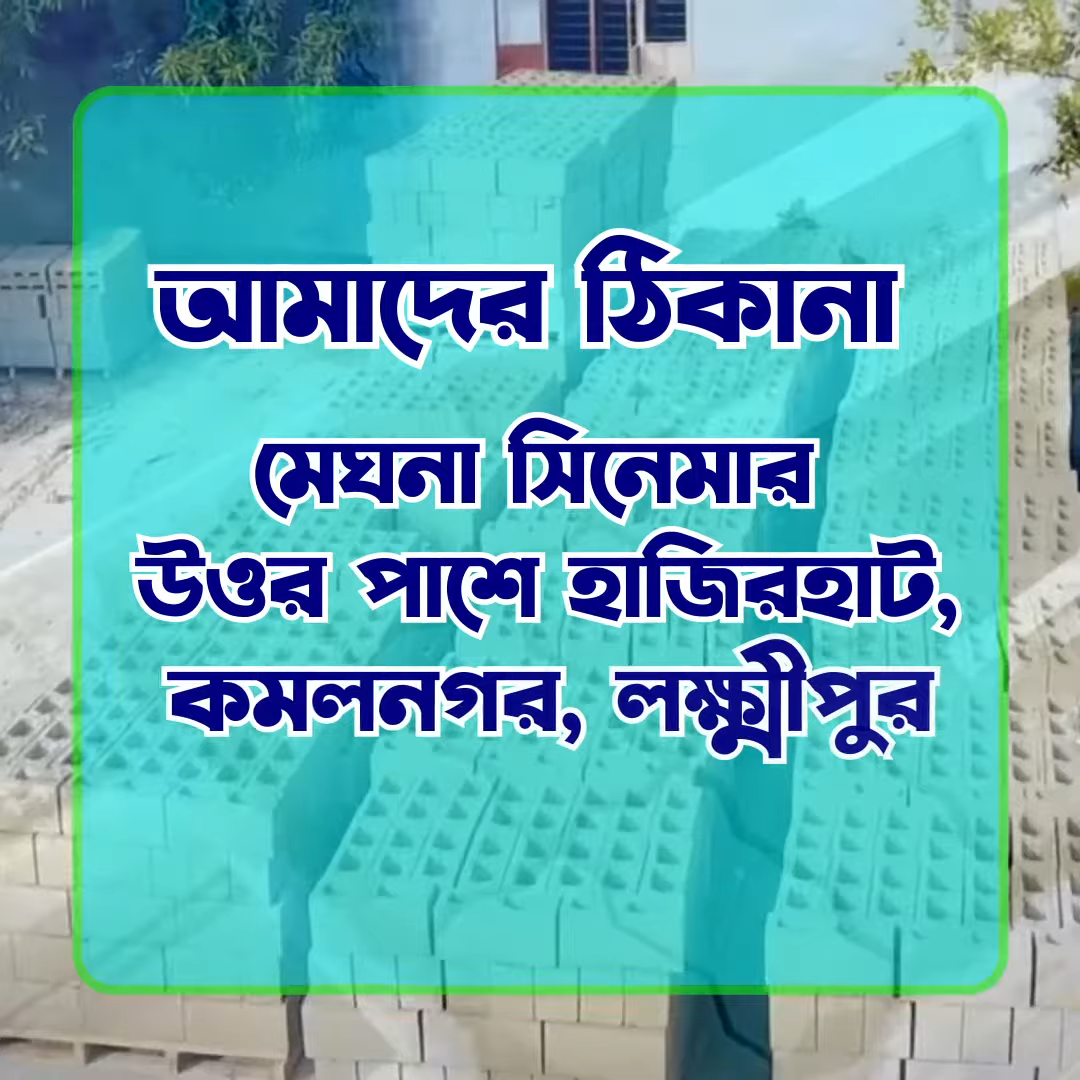 আমাদের ঠিকানা
মেঘনা সিনেমার
উওর পাশে হাজিরহাট,
কমলনগর, লক্ষ্মীপুর